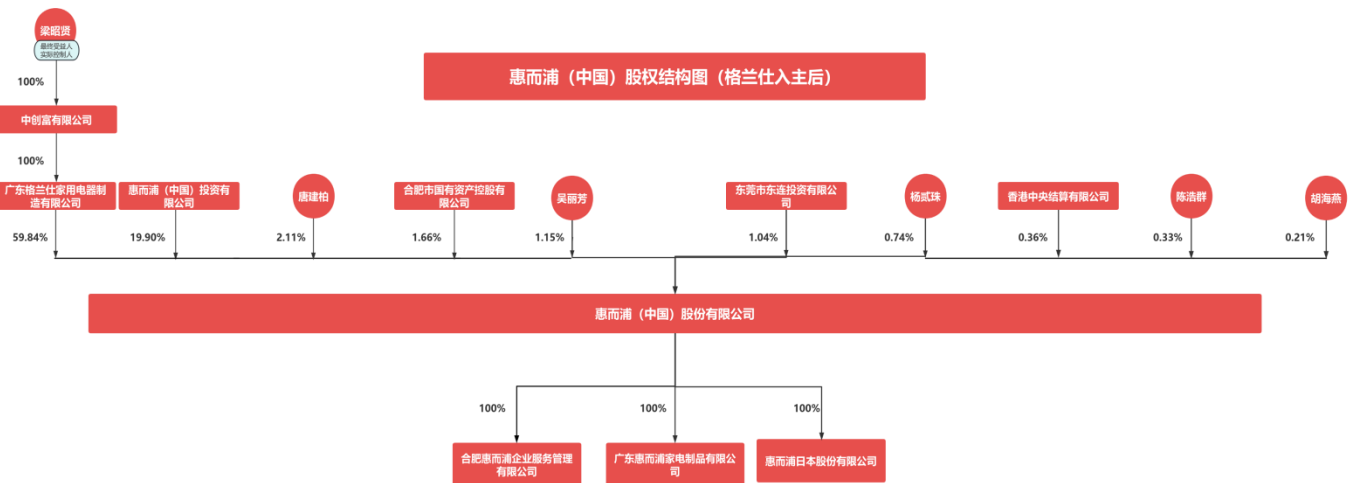 梁昭贤
最终受益人
实际控制人
惠而浦（中国）股权结构图（格兰仕入主后）
100%
中创富有限公司
100%
广东格兰仕家用电器制
造有限公司
惠而浦（中国）投资有
限公司
唐建柏
合肥市国有资产控股有
限公司
吴丽芳
东莞市东连投资有限公
司
杨贰珠
香港中央结算有限公司
陈浩群
胡海燕
59.84%
19.90%
2.11%
1.66%
1.15%
1.04%
0.74%
0.36%
0.33%
0.21%
惠而浦（中国）股份有限公司
100%
100%
100%
合肥惠而浦企业服务管理
有限公司
广东惠而浦家电制品有限公
司
惠而浦日本股份有限公司